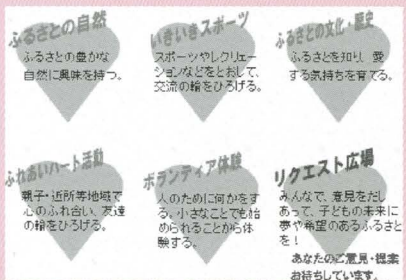 ふるさとの自然
ふるさとの豊かな
自然に興味を持つ。
いきいきスポーツ
スポーツやレクリエー
ションなどをとおして、
交流の輪をひろげる。
ふるさとの文化・歴史
ふるさとを知り、愛
する気持ちを育てる。
ふれあいハート活動
親子・近所等地域で
心のふれ合い、友達
の輪をひろげる。
ボランティア体験
人のために何かをす
る。小さなことでも始
められることから体
験する。
リクエスト広場
みんなで、意見をだし
あって、子どもの未来に
夢や希望のあるふるさと
を！
あなたのご意見・提案
お待ちしています。